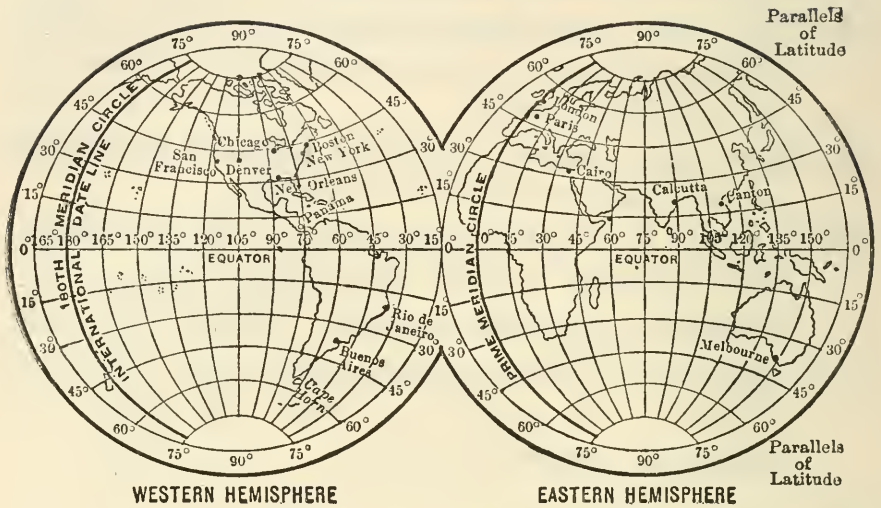 Parallels
of
Latitude
90°
75° 75°
60° 60°
45° 45°
30° 30°
15° 15°
180TH MERIDIAN CIRCLE
INTERNATIONAL DATE LINE
Chicago
Boston
New York
San
Francisco
Denver
New Orleans
Panama
0° 165° 180° 165° 150° 135° 120° 105° 90° 60° 45° 30° 15°
EQUATOR
15°
30° 30°
45° 45°
60° 60°
75° 75°
90°
Rio de
Janeiro
Buenos
Aires
Cape
Horn
WESTERN HEMISPHERE
90°
75° 75°
60° 60°
45° 45°
30° 30°
15° 15°
London
Paris
Cairo
Calcutta
Canton
PRIME MERIDIAN CIRCLE
0 15° 30° 45° 60° 75° 90° 105° 120° 135° 150° 0°
EQUATOR
15°
Melbourne
30° 30°
45° 45°
60° 60°
75° 75°
90°
Parallels
of
Latitude
EASTERN HEMISPHERE